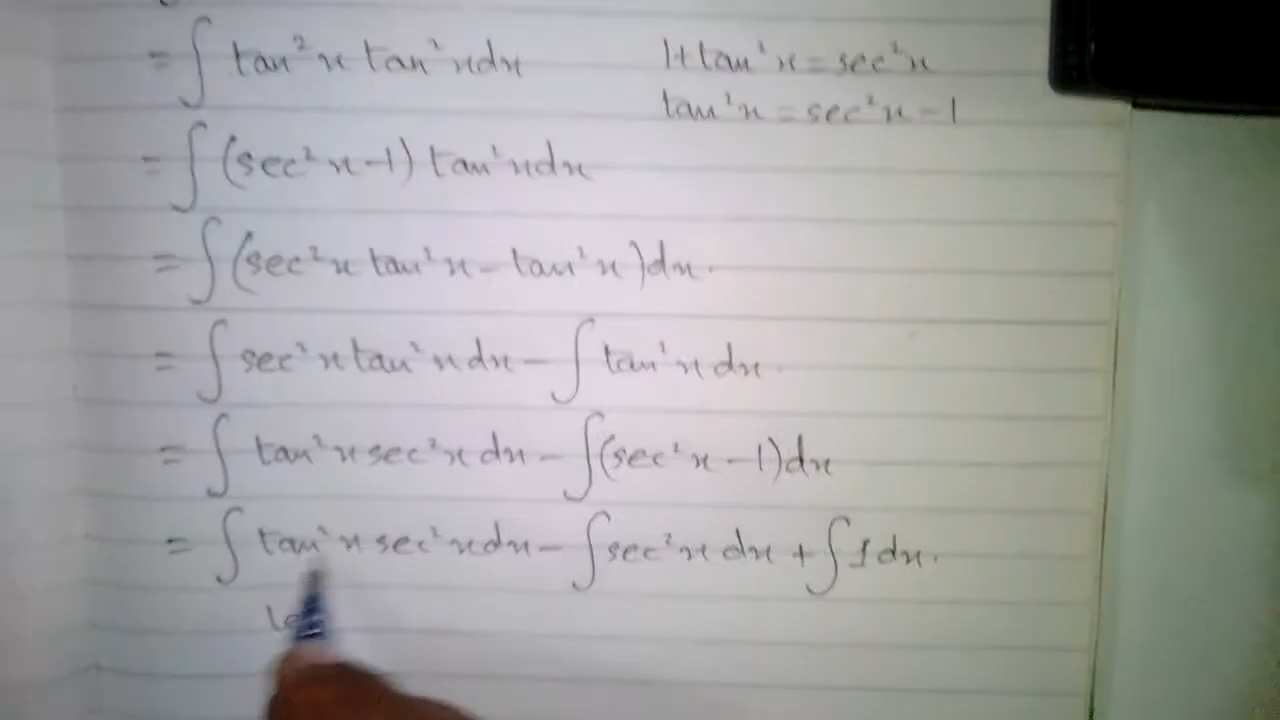 = ∫ tan²x tan²x dx
1+tan²x = sec²x
tan²x = sec²x – 1
= ∫ (sec²x –1) tan²x dx
= ∫ (sec²x tan²x – tan²x) dx.
= ∫ sec²x tan²x dx – ∫ tan²x dx.
= ∫ tan²x sec²x dx – ∫ (sec²x – 1) dx
= ∫ tan²x sec²x dx – ∫ sec²x dx + ∫ 1 dx.